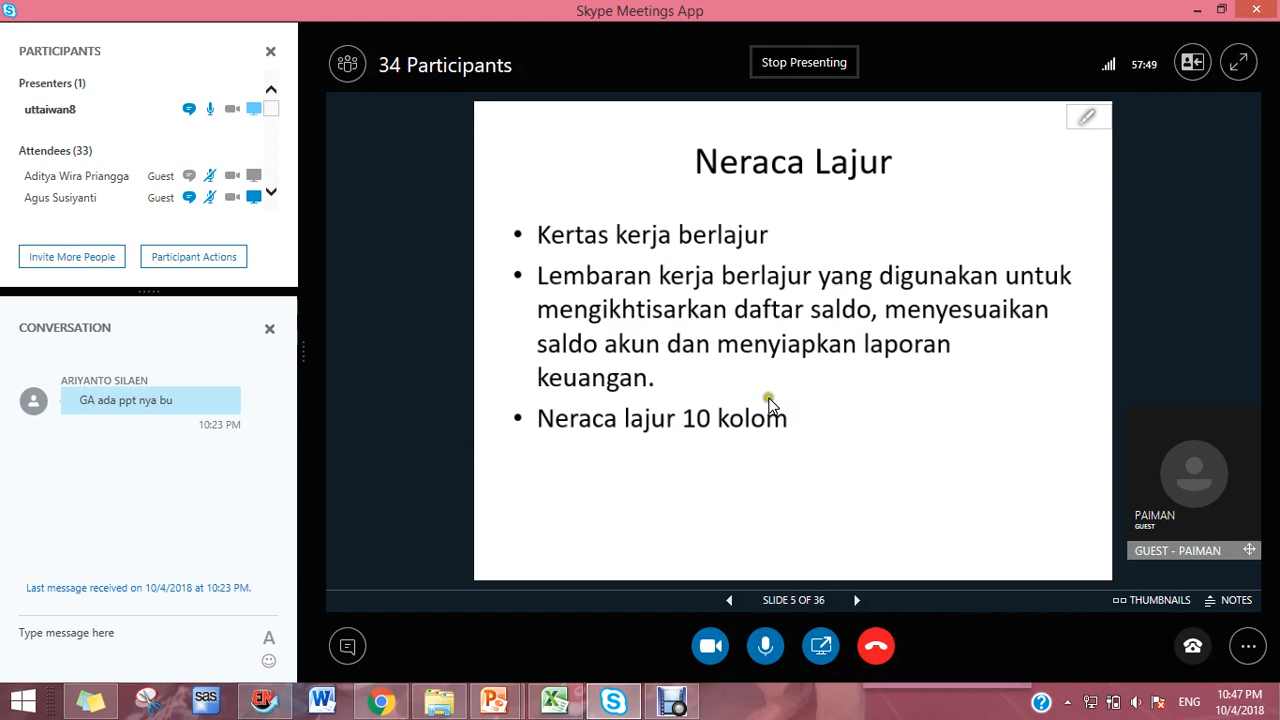 Skype Meetings App
PARTICIPANTS
Presenters (1)
uttaiwan8
Attendees (33)
Aditya Wira Priangga Guest
Agus Susiyanti Guest
Invite More People Participant Actions
CONVERSATION
ARIYANTO SILAEN
GA ada ppt nya bu
10:23 PM
Last message received on 10/4/2018 at 10:23 PM.
Type message here
A
34 Participants
Stop Presenting
57:49
Neraca Lajur
• Kertas kerja berlajur
• Lembaran kerja berlajur yang digunakan untuk
mengikhtisarkan daftar saldo, menyesuaikan
saldo akun dan menyiapkan laporan
keuangan.
• Neraca lajur 10 kolom
PAIMAN
GUEST
GUEST - PAIMAN
SLIDE 5 OF 36
THUMBNAILS NOTES
sas
EN
ENG
10:47 PM
10/4/2018